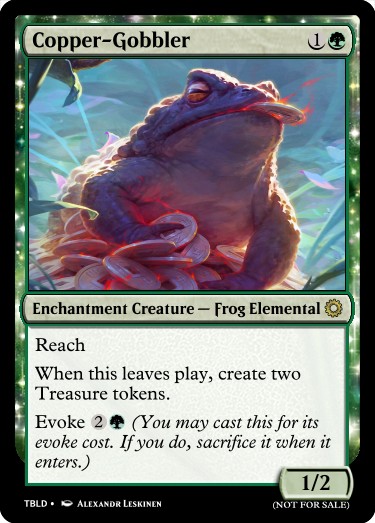 Copper-Gobbler 1
Enchantment Creature — Frog Elemental
Reach
When this leaves play, create two
Treasure tokens.
Evoke 2 (You may cast this for its
evoke cost. If you do, sacrifice it when it
enters.)
1/2
TBLD • Alexandr Leskinen
(NOT FOR SALE)